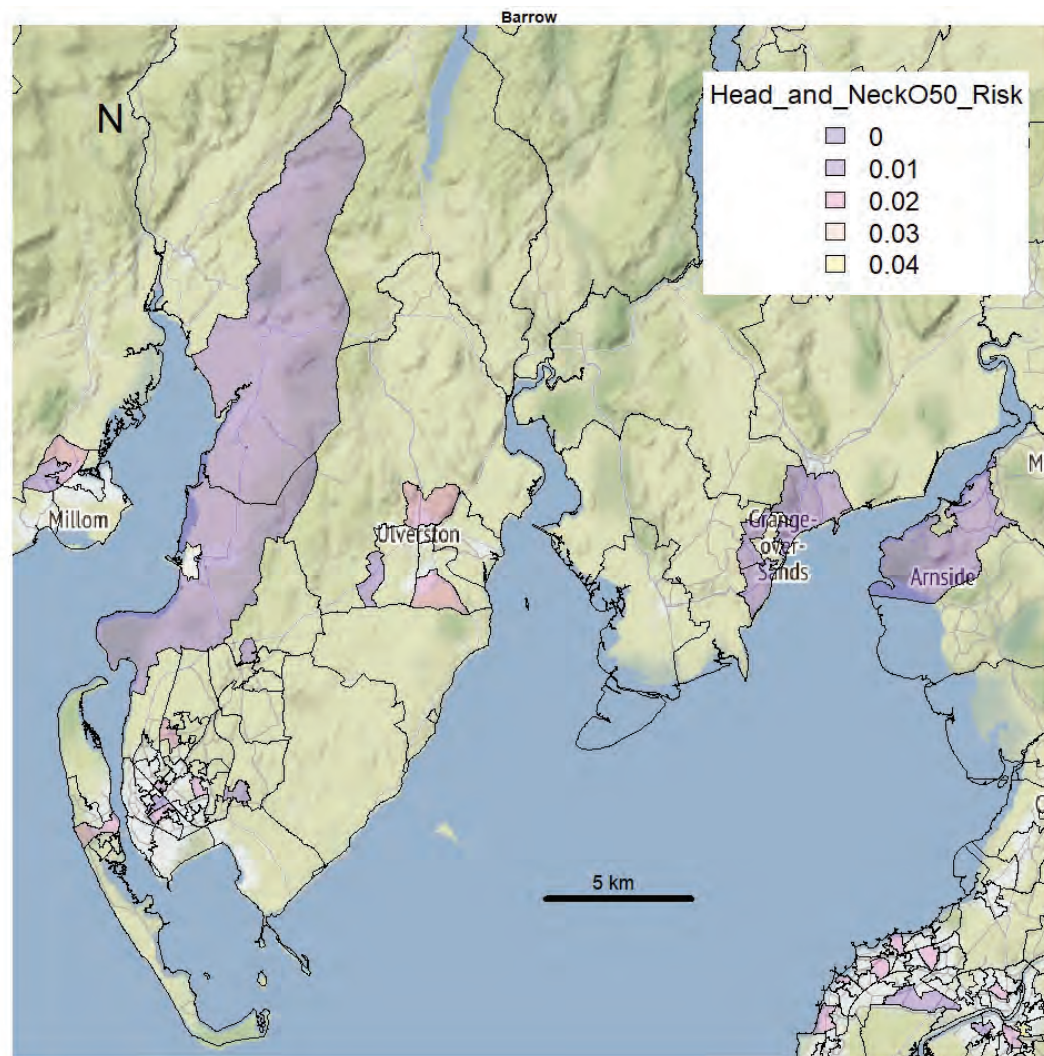 Barrow
N
Head_and_NeckO50_Risk
0
0.01
0.02
0.03
0.04
Millom
Ulverston
Grange-
over-
Sands
Arnside
5 km